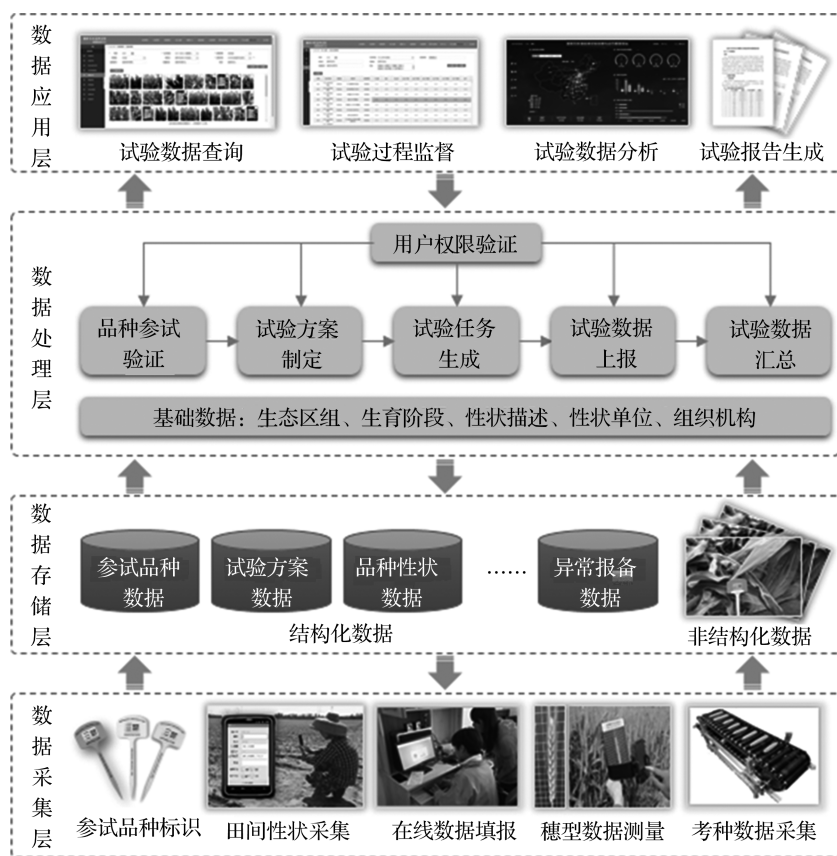 数据应用层
试验数据查询
试验过程监督
试验数据分析
试验报告生成
数据处理层
用户权限验证
品种参试
验证
试验方案
制定
试验任务
生成
试验数据
上报
试验数据
汇总
基础数据：生态区组、生育阶段、性状描述、性状单位、组织机构
数据存储层
参试品种
数据
试验方案
数据
品种性状
数据
……
异常报备
数据
结构化数据
非结构化数据
数据采集层
参试品种标识
田间性状采集
在线数据填报
穗型数据测量
考种数据采集